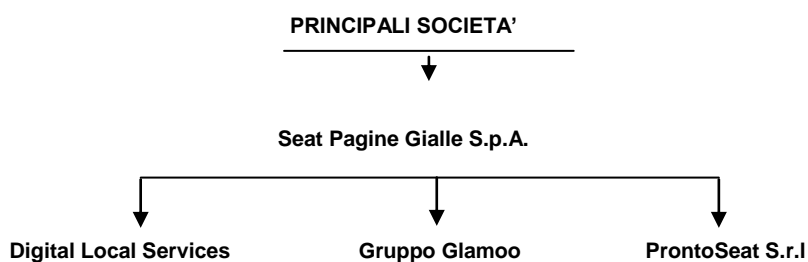 PRINCIPALI SOCIETA’
Seat Pagine Gialle S.p.A.
Digital Local Services Gruppo Glamoo ProntoSeat S.r.l